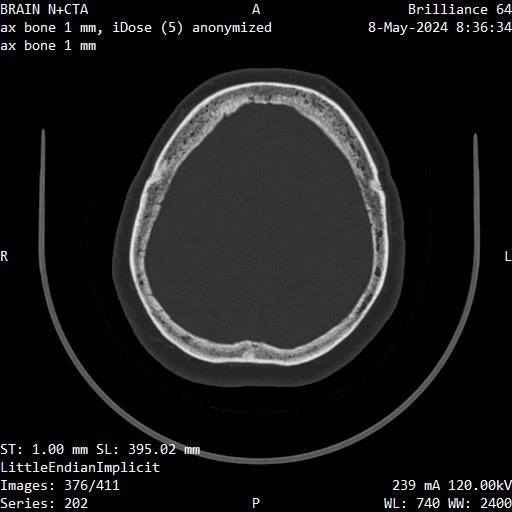 BRAIN N+CTA
A
Brilliance 64
ax bone 1 mm, iDose (5) anonymized
8-May-2024 8:36:34
ax bone 1 mm
R
L
ST: 1.00 mm SL: 395.02 mm
LittleEndianImplicit
Images: 376/411
239 mA 120.00kV
Series: 202
P
WL: 740 WW: 2400